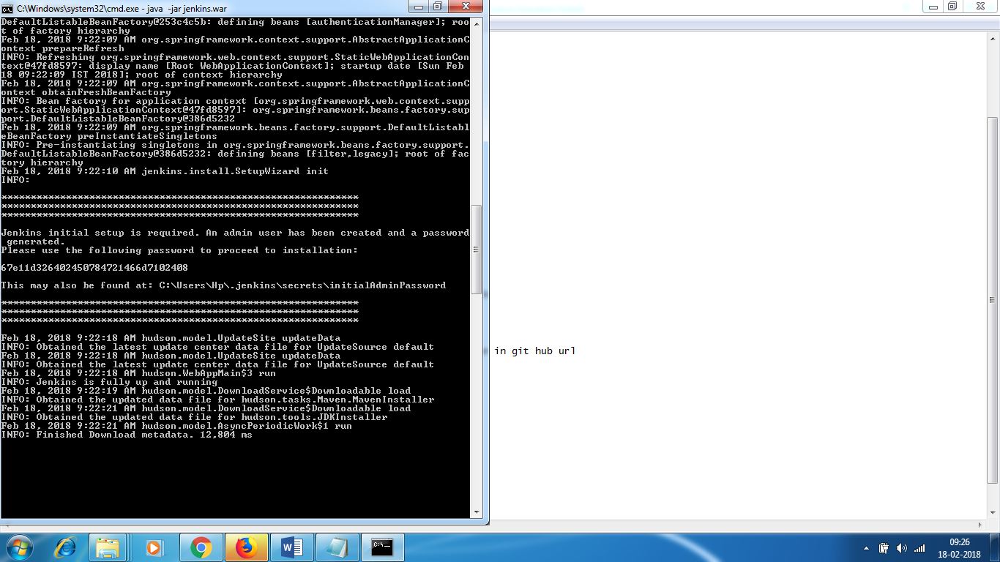 C:\Windows\system32\cmd.exe - java  -jar jenkins.war
DefaultListableBeanFactory@253c4c5b: defining beans [authenticationManager]; roo
t of factory hierarchy
Feb 18, 2018 9:22:09 AM org.springframework.context.support.AbstractApplicationC
ontext prepareRefresh
INFO: Refreshing org.springframework.web.context.support.StaticWebApplicationCon
text@47fd8597: display name [Root WebApplicationContext]; startup date [Sun Feb
18 09:22:09 IST 2018]; root of context hierarchy
Feb 18, 2018 9:22:09 AM org.springframework.context.support.AbstractApplicationC
ontext obtainFreshBeanFactory
INFO: Bean factory for application context [org.springframework.web.context.supp
ort.StaticWebApplicationContext@47fd8597]: org.springframework.beans.factory.sup
port.DefaultListableBeanFactory@386d5232
Feb 18, 2018 9:22:09 AM org.springframework.beans.factory.support.DefaultListabl
eBeanFactory preInstantiateSingletons
INFO: Pre-instantiating singletons in org.springframework.beans.factory.support.
DefaultListableBeanFactory@386d5232: defining beans [filter,legacy]; root of fac
tory hierarchy
Feb 18, 2018 9:22:10 AM jenkins.install.SetupWizard init
INFO:
*************************************************************
*************************************************************
*************************************************************
Jenkins initial setup is required. An admin user has been created and a password
 generated.
Please use the following password to proceed to installation:
67e11d326402450784721466d7102408
This may also be found at: C:\Users\Hp\.jenkins\secrets\initialAdminPassword
*************************************************************
*************************************************************
*************************************************************
Feb 18, 2018 9:22:18 AM hudson.model.UpdateSite updateData
INFO: Obtained the latest update center data file for UpdateSource default
Feb 18, 2018 9:22:18 AM hudson.model.UpdateSite updateData
INFO: Obtained the latest update center data file for UpdateSource default
Feb 18, 2018 9:22:18 AM hudson.WebAppMain$3 run
INFO: Jenkins is fully up and running
Feb 18, 2018 9:22:19 AM hudson.model.DownloadService$Downloadable load
INFO: Obtained the updated data file for hudson.tasks.Maven.MavenInstaller
Feb 18, 2018 9:22:21 AM hudson.model.DownloadService$Downloadable load
INFO: Obtained the updated data file for hudson.tools.JDKInstaller
Feb 18, 2018 9:22:21 AM hudson.model.AsyncPeriodicWork$1 run
INFO: Finished Download metadata. 12,804 ms
in git hub url
09:26
18-02-2018